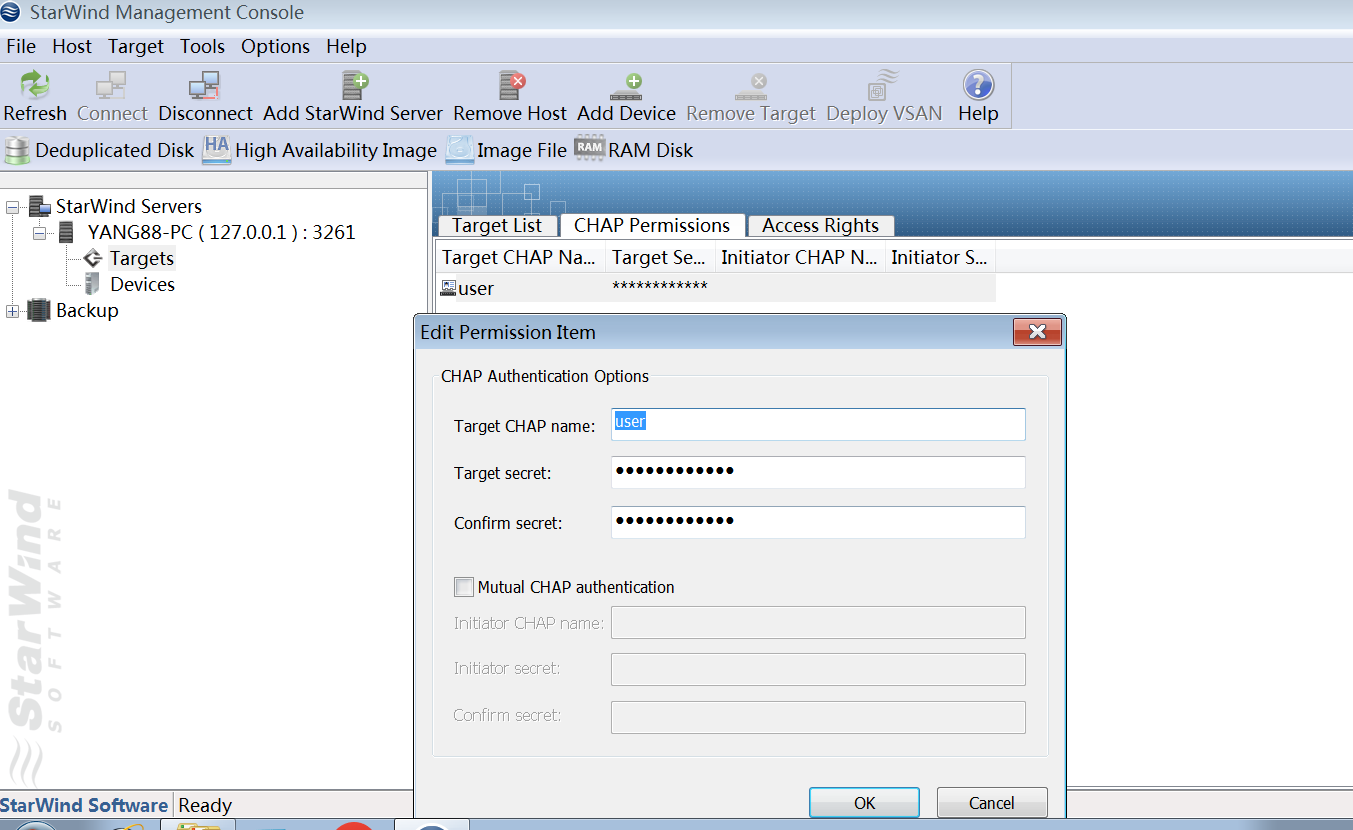 StarWind Management Console
File Host Target Tools Options Help
Refresh Connect Disconnect Add StarWind Server Remove Host Add Device Remove Target Deploy VSAN Help
Deduplicated Disk HA High Availability Image Image File RAM RAM Disk
StarWind Servers
YANG88-PC ( 127.0.0.1 ) : 3261
Targets
Devices
Backup
Target List CHAP Permissions Access Rights
Target CHAP Na... Target Se... Initiator CHAP N... Initiator S...
user ************
Edit Permission Item
CHAP Authentication Options
Target CHAP name: user
Target secret: ●●●●●●●●●●●●
Confirm secret: ●●●●●●●●●●●●
Mutual CHAP authentication
Initiator CHAP name:
Initiator secret:
Confirm secret:
OK Cancel
StarWind
SOFTWARE
StarWind Software Ready